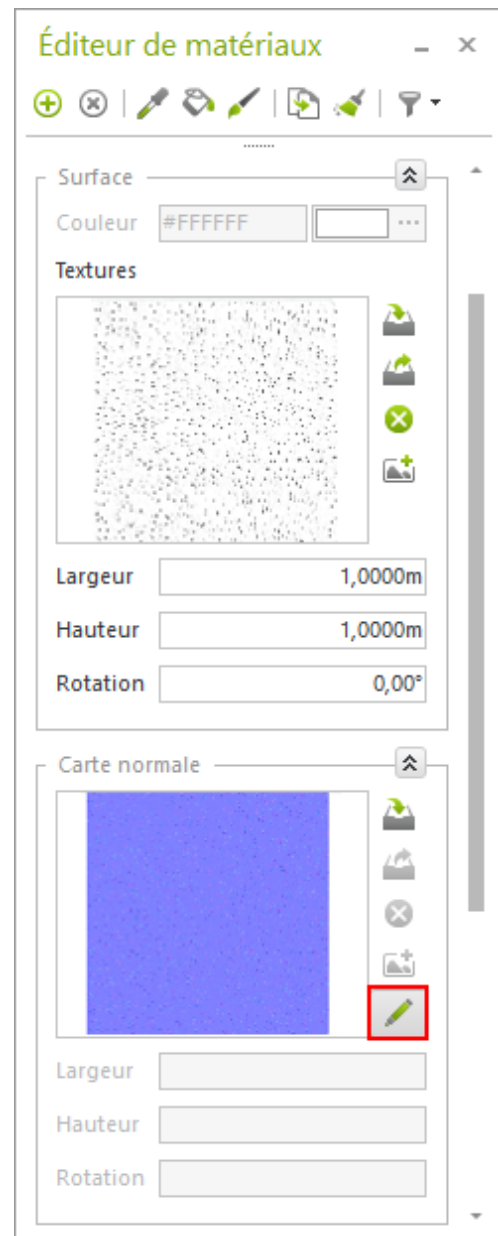 Éditeur de matériaux
Surface
Couleur #FFFFFF
Textures
Largeur 1,0000m
Hauteur 1,0000m
Rotation 0,00°
Carte normale
Largeur
Hauteur
Rotation